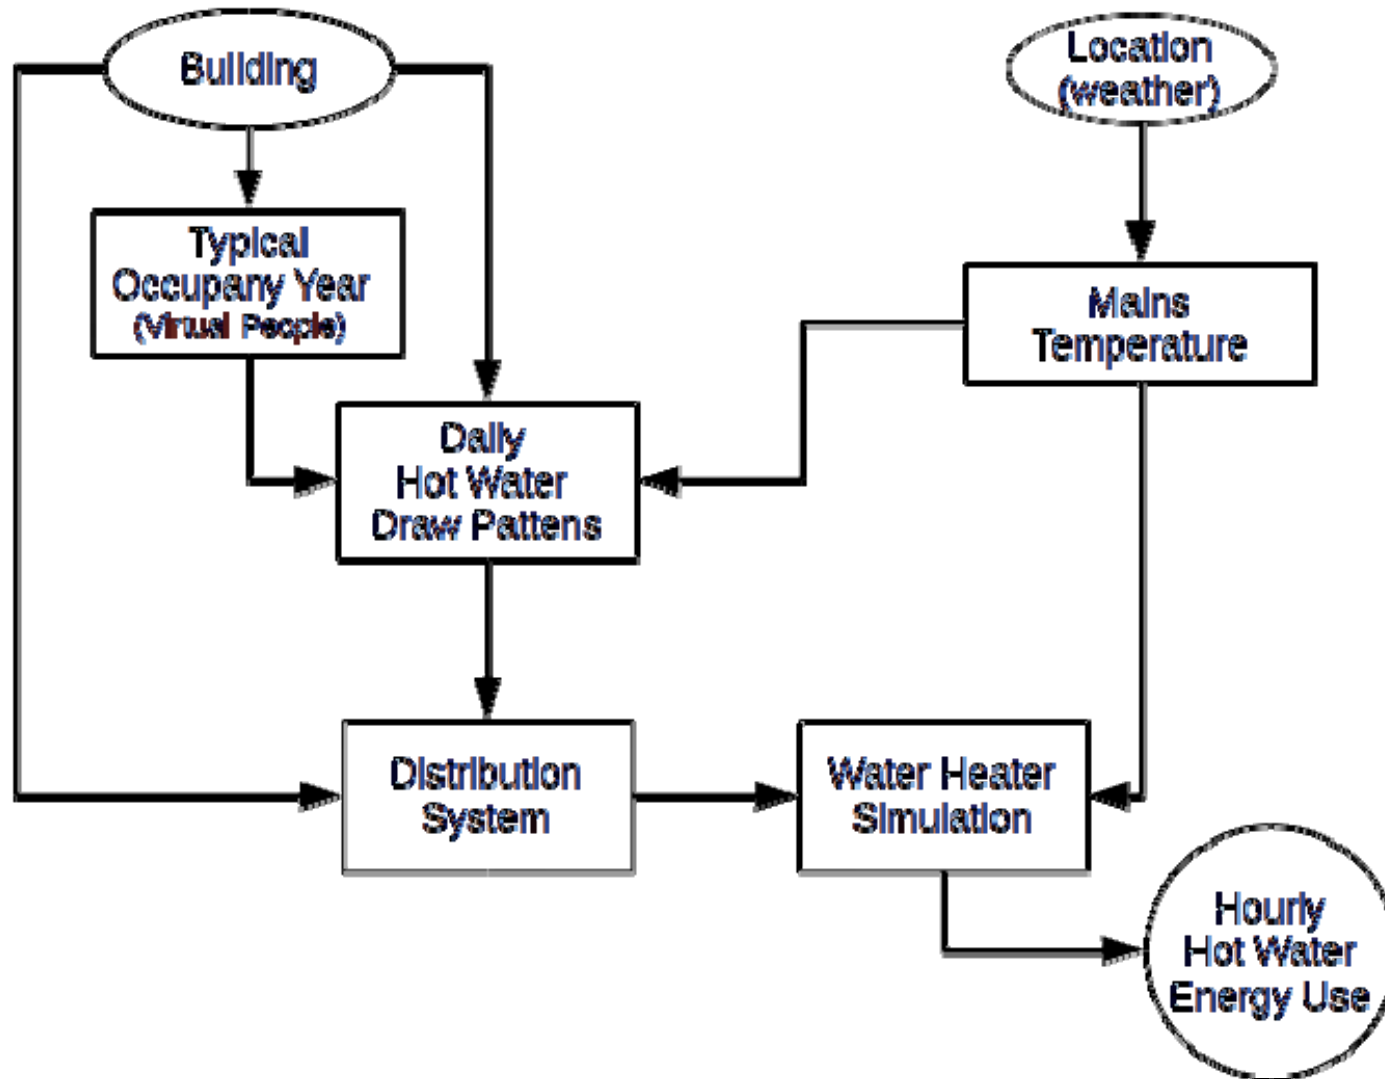 Building
Location
(weather)
Typical
Occupany Year
(Virtual People)
Mains
Temperature
Daily
Hot Water
Draw Pattens
Distribution
System
Water Heater
Simulation
Hourly
Hot Water
Energy Use